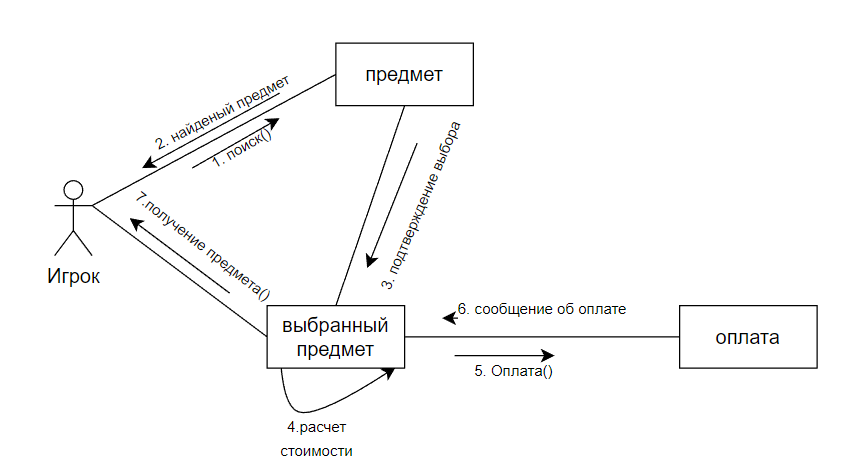 предмет
2. найденый предмет
1. поиск()
3. подтверждение выбора
7.получение предмета()
Игрок
выбранный
предмет
6. сообщение об оплате
оплата
5. Оплата()
4.расчет
стоимости